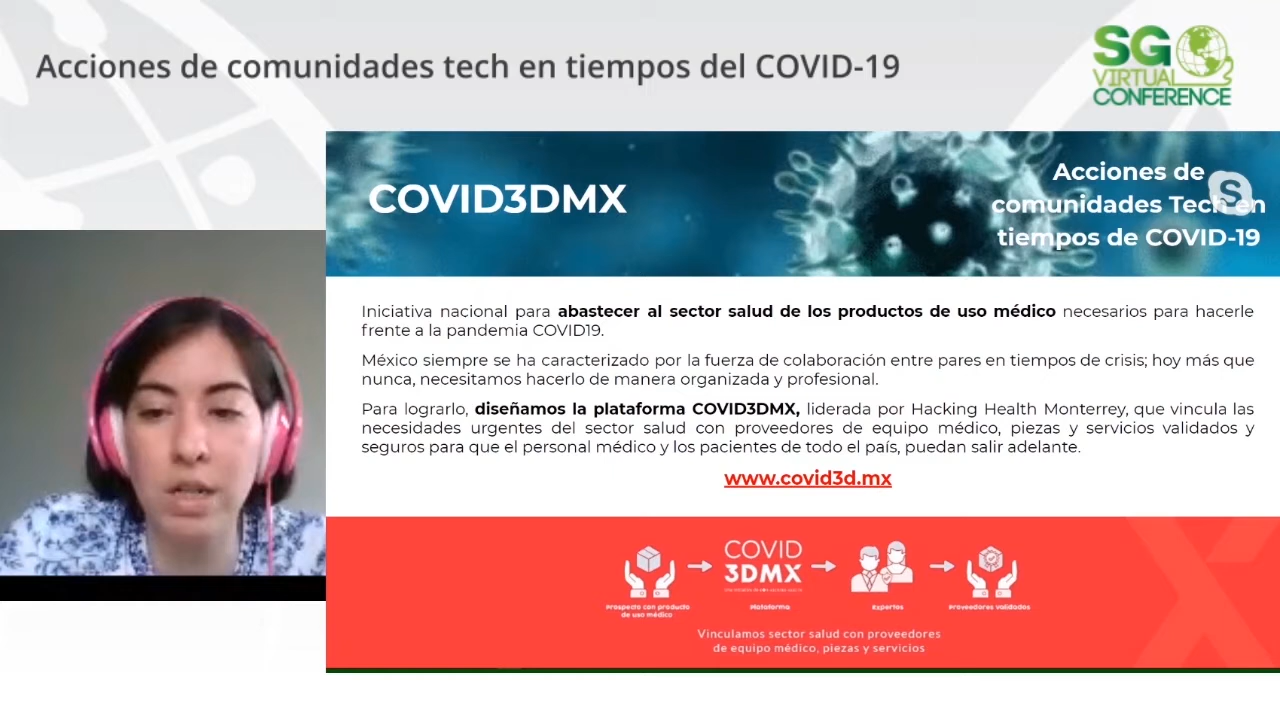 Acciones de comunidades tech en tiempos del COVID-19
SG
VIRTUAL
CONFERENCE
COVID3DMX
Acciones de
comunidades Tech en
tiempos de COVID-19
S
Iniciativa nacional para abastecer al sector salud de los productos de uso médico necesarios para hacerle
frente a la pandemia COVID19.
México siempre se ha caracterizado por la fuerza de colaboración entre pares en tiempos de crisis; hoy más que
nunca, necesitamos hacerlo de manera organizada y profesional.
Para lograrlo, diseñamos la plataforma COVID3DMX, liderada por Hacking Health Monterrey, que vincula las
necesidades urgentes del sector salud con proveedores de equipo médico, piezas y servicios validados y
seguros para que el personal médico y los pacientes de todo el país, puedan salir adelante.
www.covid3d.mx
COVID
3DMX
Prospecto con producto
de uso médico
Plataforma
Expertos
Proveedores validados
Vinculamos sector salud con proveedores
de equipo médico, piezas y servicios